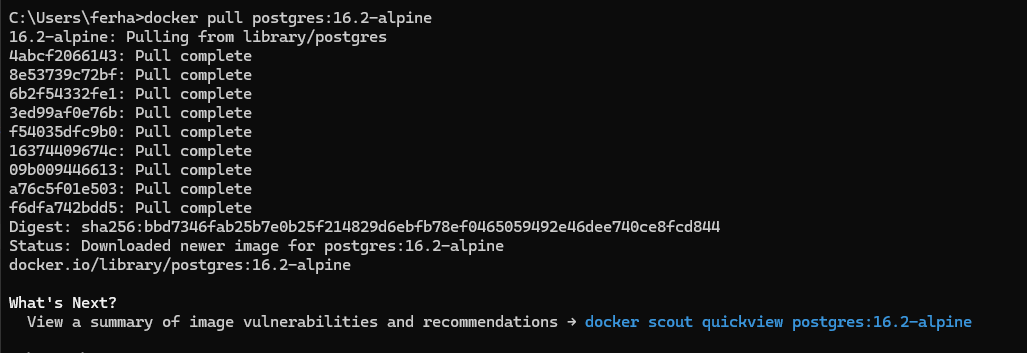 C:\Users\ferha>docker pull postgres:16.2-alpine
16.2-alpine: Pulling from library/postgres
4abcf2066143: Pull complete
8e53739c72bf: Pull complete
6b2f54332fe1: Pull complete
3ed99af0e76b: Pull complete
f54035dfc9b0: Pull complete
16374409674c: Pull complete
09b009446613: Pull complete
a76c5f01e503: Pull complete
f6dfa742bdd5: Pull complete
Digest: sha256:bbd7346fab25b7e0b25f214829d6ebfb78ef0465059492e46dee740ce8fcd844
Status: Downloaded newer image for postgres:16.2-alpine
docker.io/library/postgres:16.2-alpine
What's Next?
View a summary of image vulnerabilities and recommendations → docker scout quickview postgres:16.2-alpine